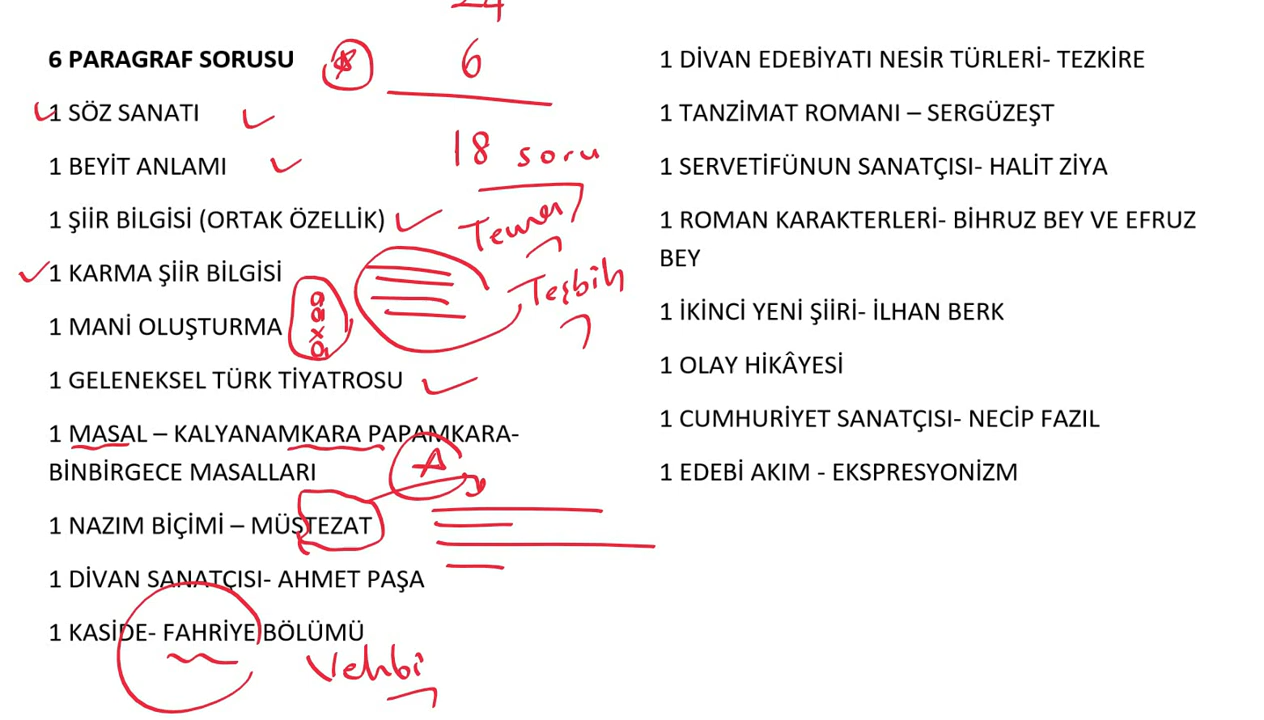 24
6 PARAGRAF SORUSU
6
1 SÖZ SANATI
18 soru
1 BEYİT ANLAMI
1 ŞİİR BİLGİSİ (ORTAK ÖZELLİK)
Temer
1 KARMA ŞİİR BİLGİSİ
Teşbih
1 MANİ OLUŞTURMA
a
a
x
a
1 GELENEKSEL TÜRK TİYATROSU
1 MASAL – KALYANAMKARA PAPAMKARA-
BİNBİRGECE MASALLARI
A
1 NAZIM BİÇİMİ – MÜSTEZAT
1 DİVAN SANATÇISI- AHMET PAŞA
1 KASİDE- FAHRİYE BÖLÜMÜ
Vehbi
1 DİVAN EDEBİYATI NESİR TÜRLERİ- TEZKİRE
1 TANZİMAT ROMANI – SERGÜZEŞT
1 SERVETİFÜNUN SANATÇISI- HALİT ZİYA
1 ROMAN KARAKTERLERİ- BİHRUZ BEY VE EFRUZ
BEY
1 İKİNCİ YENİ ŞİİRİ- İLHAN BERK
1 OLAY HİKÂYESİ
1 CUMHURİYET SANATÇISI- NECİP FAZIL
1 EDEBİ AKIM - EKSPRESYONİZM